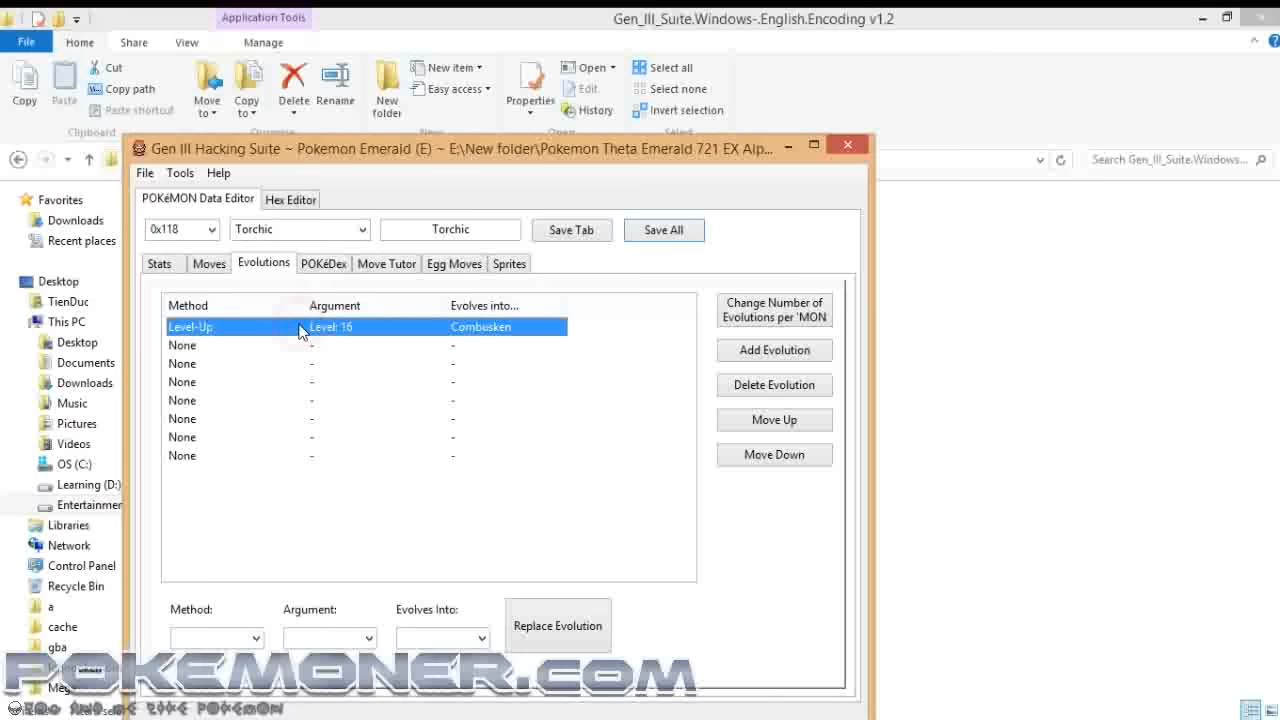 Application Tools
Gen_III_Suite.Windows-.English.Encoding v1.2
File Home Share View Manage
Copy
Paste
Cut
Copy path
Paste shortcut
Move to
Copy to
Delete
Rename
New folder
New item
Easy access
Properties
Open
Edit
History
Select all
Select none
Invert selection
Clipboard
Open
Select
Search Gen_III_Suite.Windows...
Favorites
Downloads
Recent places
Desktop
TienDuc
This PC
Desktop
Documents
Downloads
Music
Pictures
Videos
OS (C:)
Learning (D:)
Entertainmer
Libraries
Network
Control Panel
Recycle Bin
a
cache
gba
Gen III Hacking Suite ~ Pokemon Emerald (E) ~ E:\New folder\Pokemon Theta Emerald 721 EX Alp...
File Tools Help
POKéMON Data Editor Hex Editor
0x118 Torchic Torchic Save Tab Save All
Stats Moves Evolutions POKéDex Move Tutor Egg Moves Sprites
Method Argument Evolves into...
Level-Up Level: 16 Combusken
None - -
None - -
None - -
None - -
None - -
None - -
None - -
Change Number of
Evolutions per 'MON
Add Evolution
Delete Evolution
Move Up
Move Down
Method: Argument: Evolves Into:
Replace Evolution
POKEMONER.COM